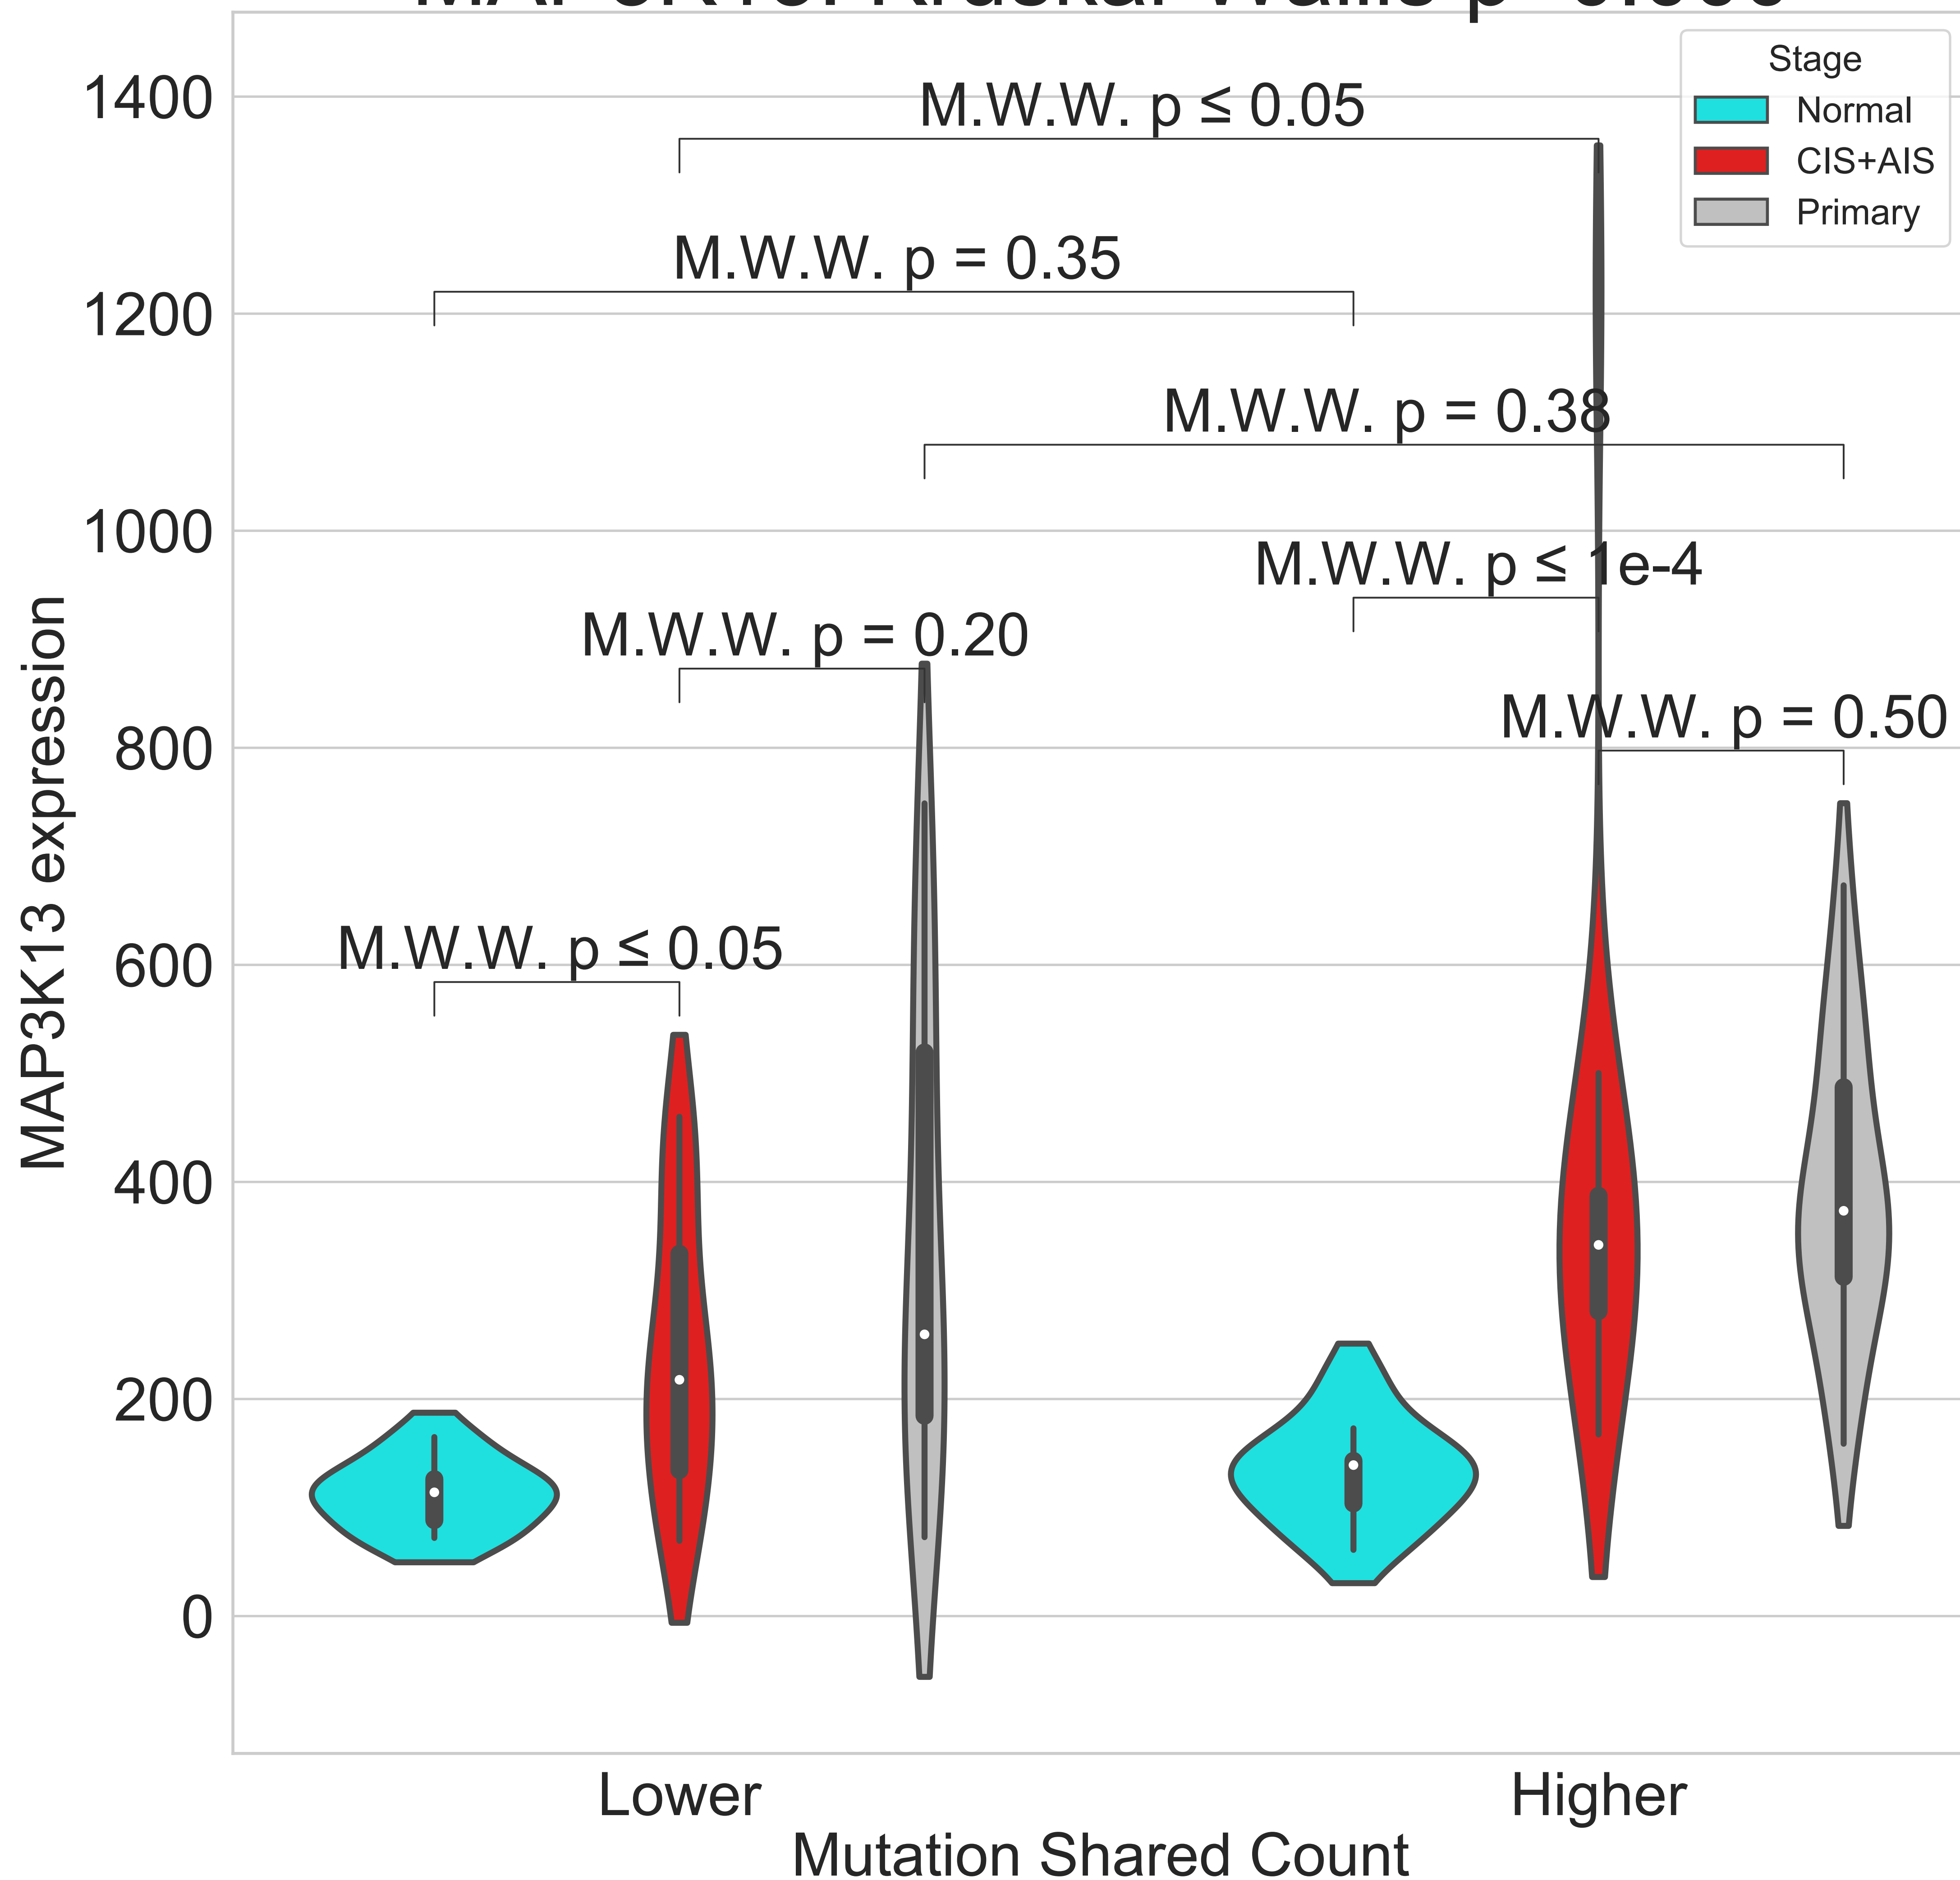 Stage
Normal
CIS+AIS
Primary
1400
1200
1000
800
600
400
200
0
MAP3K13 expression
M.W.W. p ≤ 0.05
M.W.W. p = 0.35
M.W.W. p = 0.38
M.W.W. p ≤ 1e-4
M.W.W. p = 0.20
M.W.W. p = 0.50
M.W.W. p ≤ 0.05
Lower
Higher
Mutation Shared Count